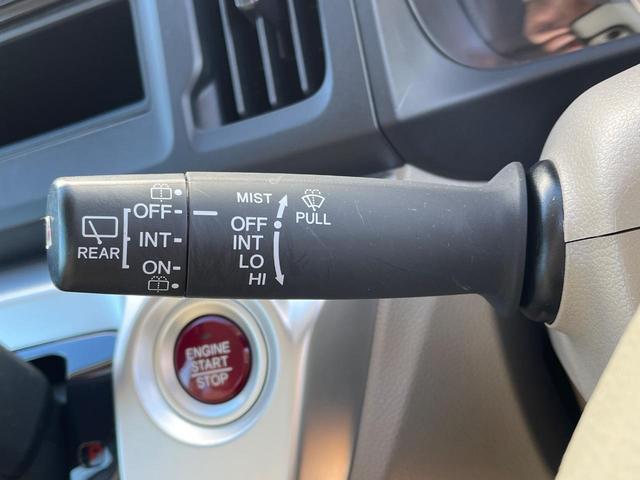 MIST
OFF
INT
LO
HI
PULL
OFF
INT
ON
REAR
ENGINE
START
STOP